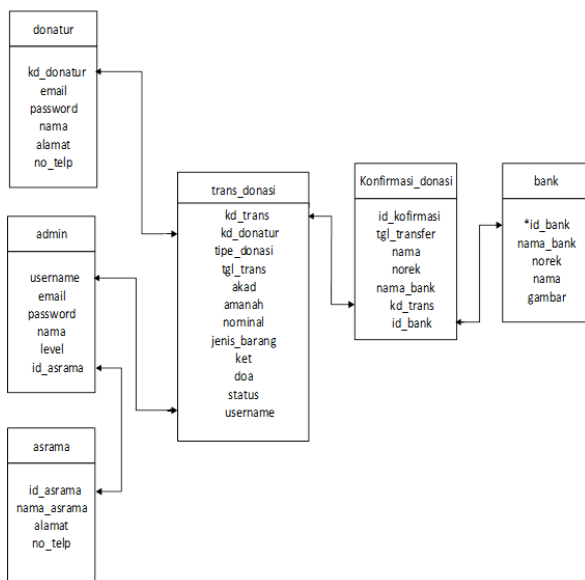 donatur
kd_donatur
email
password
nama
alamat
no_telp
admin
username
email
password
nama
level
id_asrama
asrama
id_asrama
nama_asrama
alamat
no_telp
trans_donasi
kd_trans
kd_donatur
tipe_donasi
tgl_trans
akad
amanah
nominal
jenis_barang
ket
doa
status
username
Konfirmasi_donasi
id_kofirmasi
tgl_transfer
nama
norek
nama_bank
kd_trans
id_bank
bank
*id_bank
nama_bank
norek
nama
gambar